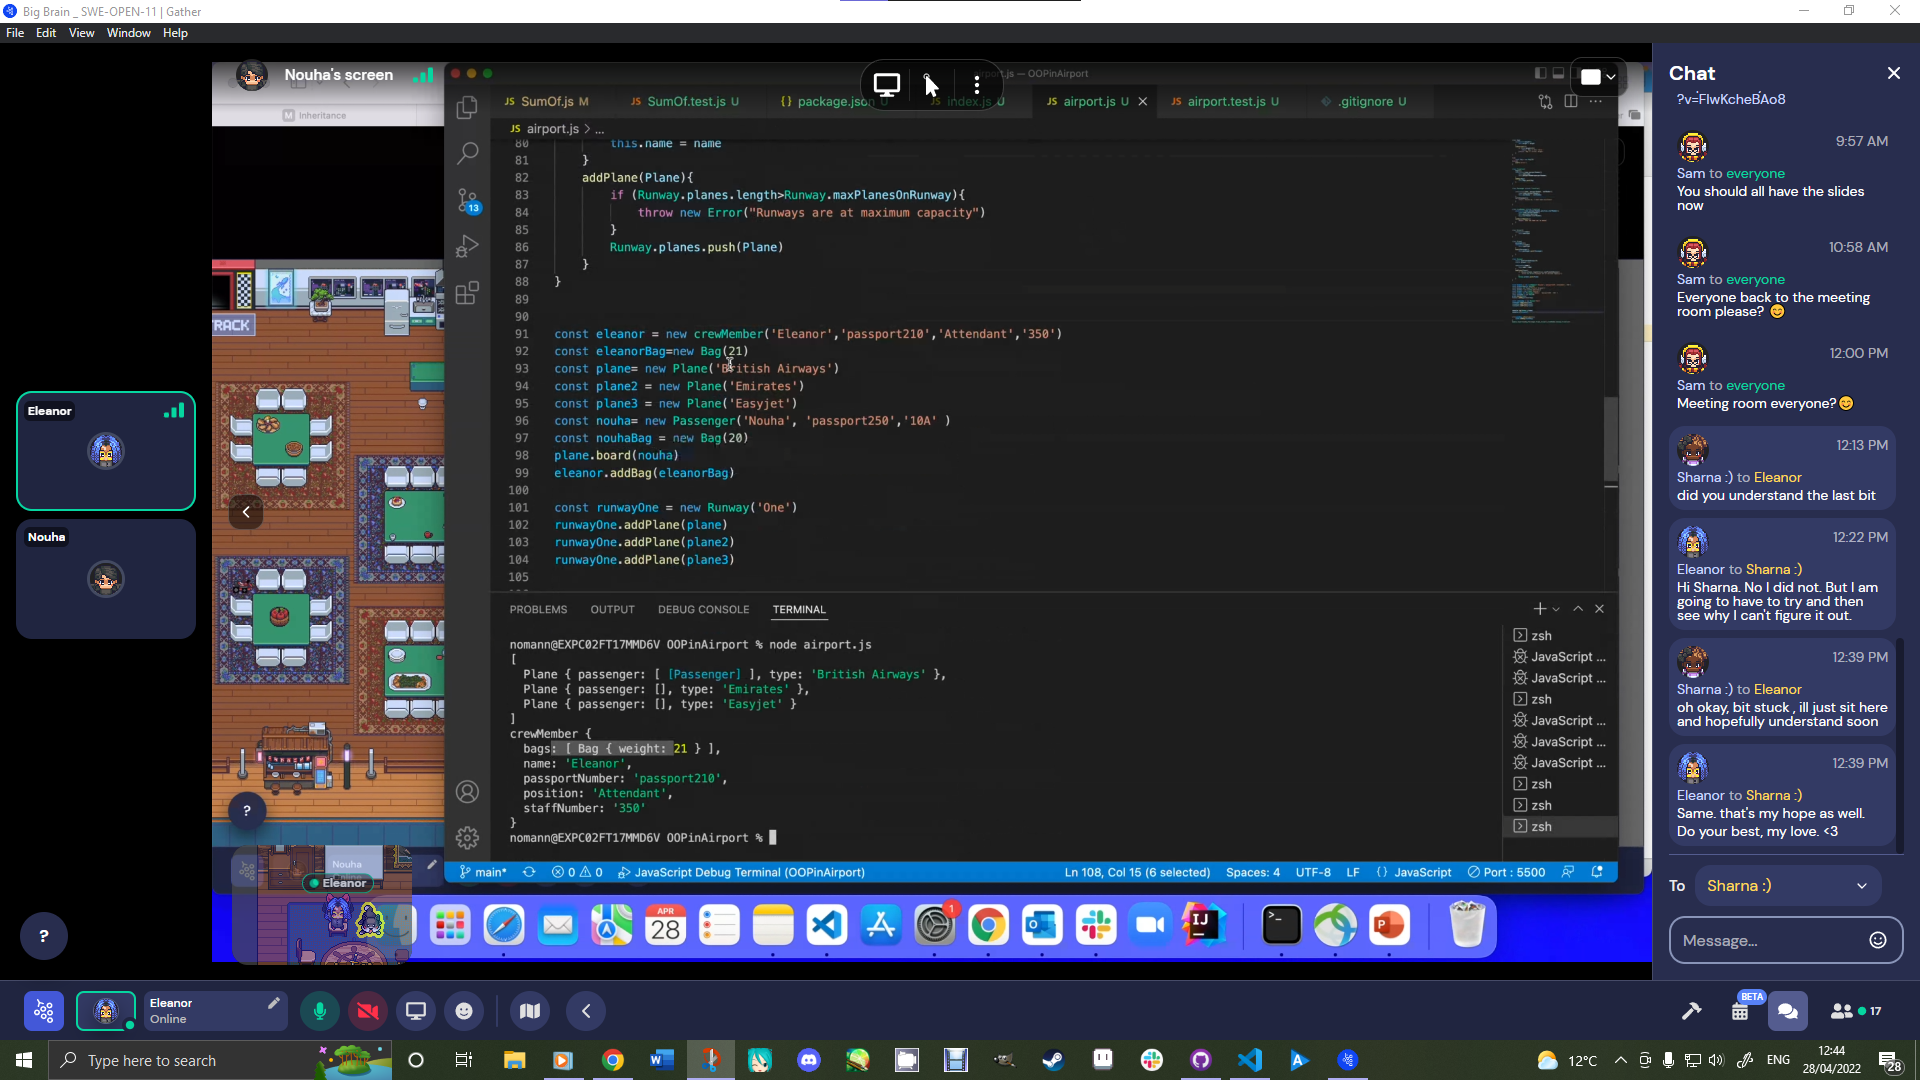 Big Brain _ SWE-OPEN-11 | Gather
File Edit View Window Help
Nouha's screen
airport.js — OOPinAirport
Inheritance
JS SumOf.js M
JS SumOf.test.js U
{} package.json U
index.js U
JS airport.js U
JS airport.test.js U
.gitignore U
JS airport.js > ...
80 this.name = name
81 }
82 addPlane(Plane){
83 if (Runway.planes.length>Runway.maxPlanesOnRunway){
84 throw new Error("Runways are at maximum capacity")
85 }
86 Runway.planes.push(Plane)
87 }
88 }
89
90
91 const eleanor = new crewMember('Eleanor','passport210','Attendant','350')
92 const eleanorBag=new Bag(21)
93 const plane= new Plane('British Airways')
94 const plane2 = new Plane('Emirates')
95 const plane3 = new Plane('Easyjet')
96 const nouha= new Passenger('Nouha', 'passport250','10A' )
97 const nouhaBag = new Bag(20)
98 plane.board(nouha)
99 eleanor.addBag(eleanorBag)
100
101 const runwayOne = new Runway('One')
102 runwayOne.addPlane(plane)
103 runwayOne.addPlane(plane2)
104 runwayOne.addPlane(plane3)
105
13
PROBLEMS OUTPUT DEBUG CONSOLE TERMINAL
nomann@EXPC02FT17MMD6V OOPinAirport % node airport.js
[
Plane { passenger: [ [Passenger] ], type: 'British Airways' },
Plane { passenger: [], type: 'Emirates' },
Plane { passenger: [], type: 'Easyjet' }
]
crewMember {
bags: [ Bag { weight: 21 } ],
name: 'Eleanor',
passportNumber: 'passport210',
position: 'Attendant',
staffNumber: '350'
}
nomann@EXPC02FT17MMD6V OOPinAirport %
zsh
JavaScript ...
JavaScript ...
zsh
JavaScript ...
JavaScript ...
JavaScript ...
zsh
zsh
zsh
main* 0 0 JavaScript Debug Terminal (OOPinAirport)
Ln 108, Col 15 (6 selected) Spaces: 4 UTF-8 LF {} JavaScript Port : 5500
RACK
Eleanor
Nouha
?
Nouha
Eleanor
APR
28
1
IJ
?
Chat
?v=FlwKcheBAo8
9:57 AM
Sam to everyone
You should all have the slides
now
10:58 AM
Sam to everyone
Everyone back to the meeting
room please? 😊
12:00 PM
Sam to everyone
Meeting room everyone? 😊
12:13 PM
Sharna :) to Eleanor
did you understand the last bit
12:22 PM
Eleanor to Sharna :)
Hi Sharna. No I did not. But I am
going to have to try and then
see why I can't figure it out.
12:39 PM
Sharna :) to Eleanor
oh okay, bit stuck , ill just sit here
and hopefully understand soon
12:39 PM
Eleanor to Sharna :)
Same. that's my hope as well.
Do your best, my love. <3
To Sharna :)
Message...
Eleanor
Online
BETA
17
Type here to search
12°C
ENG
12:44
28/04/2022
28